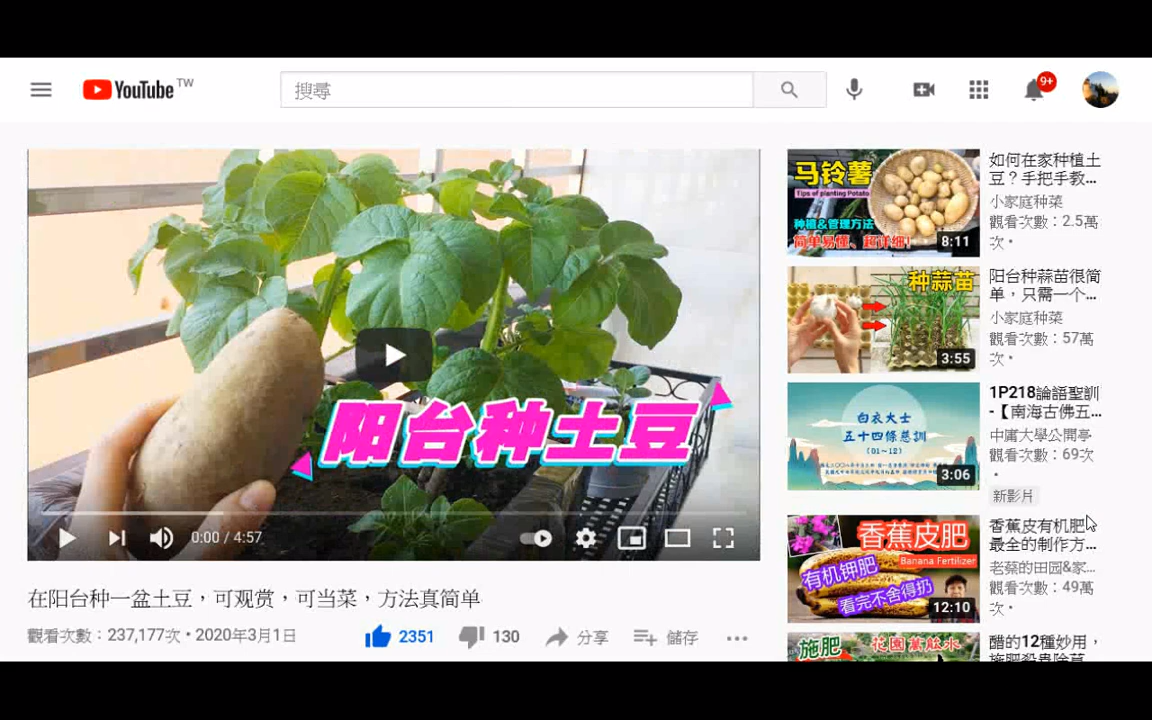 YouTube TW
搜尋
9+
阳台种土豆
0:00 / 4:57
在阳台种一盆土豆，可观赏，可当菜，方法真简单
觀看次數：237,177次 • 2020年3月1日
2351
130
分享
儲存
马铃薯
Tips of planting Potato
种植&管理方法
简单易懂、超详细!
8:11
如何在家种植土
豆？手把手教...
小家庭种菜
觀看次數：2.5萬
次 •
种蒜苗
3:55
阳台种蒜苗很简
单，只需一个...
小家庭种菜
觀看次數：57萬
次 •
白衣大士
五十四條慈訓
(01~12)
3:06
1P218論語聖訓
-【南海古佛五...
中庸大學公開亭
觀看次數：69次
•
新影片
香蕉皮肥
Banana Fertilizer
有机钾肥
看完不舍得扔
12:10
香蕉皮有机肥
最全的制作方...
老蔡的田园&家...
觀看次數：49萬
次 •
施肥
花園萬能水
醋的12種妙用，
施肥殺蟲除草